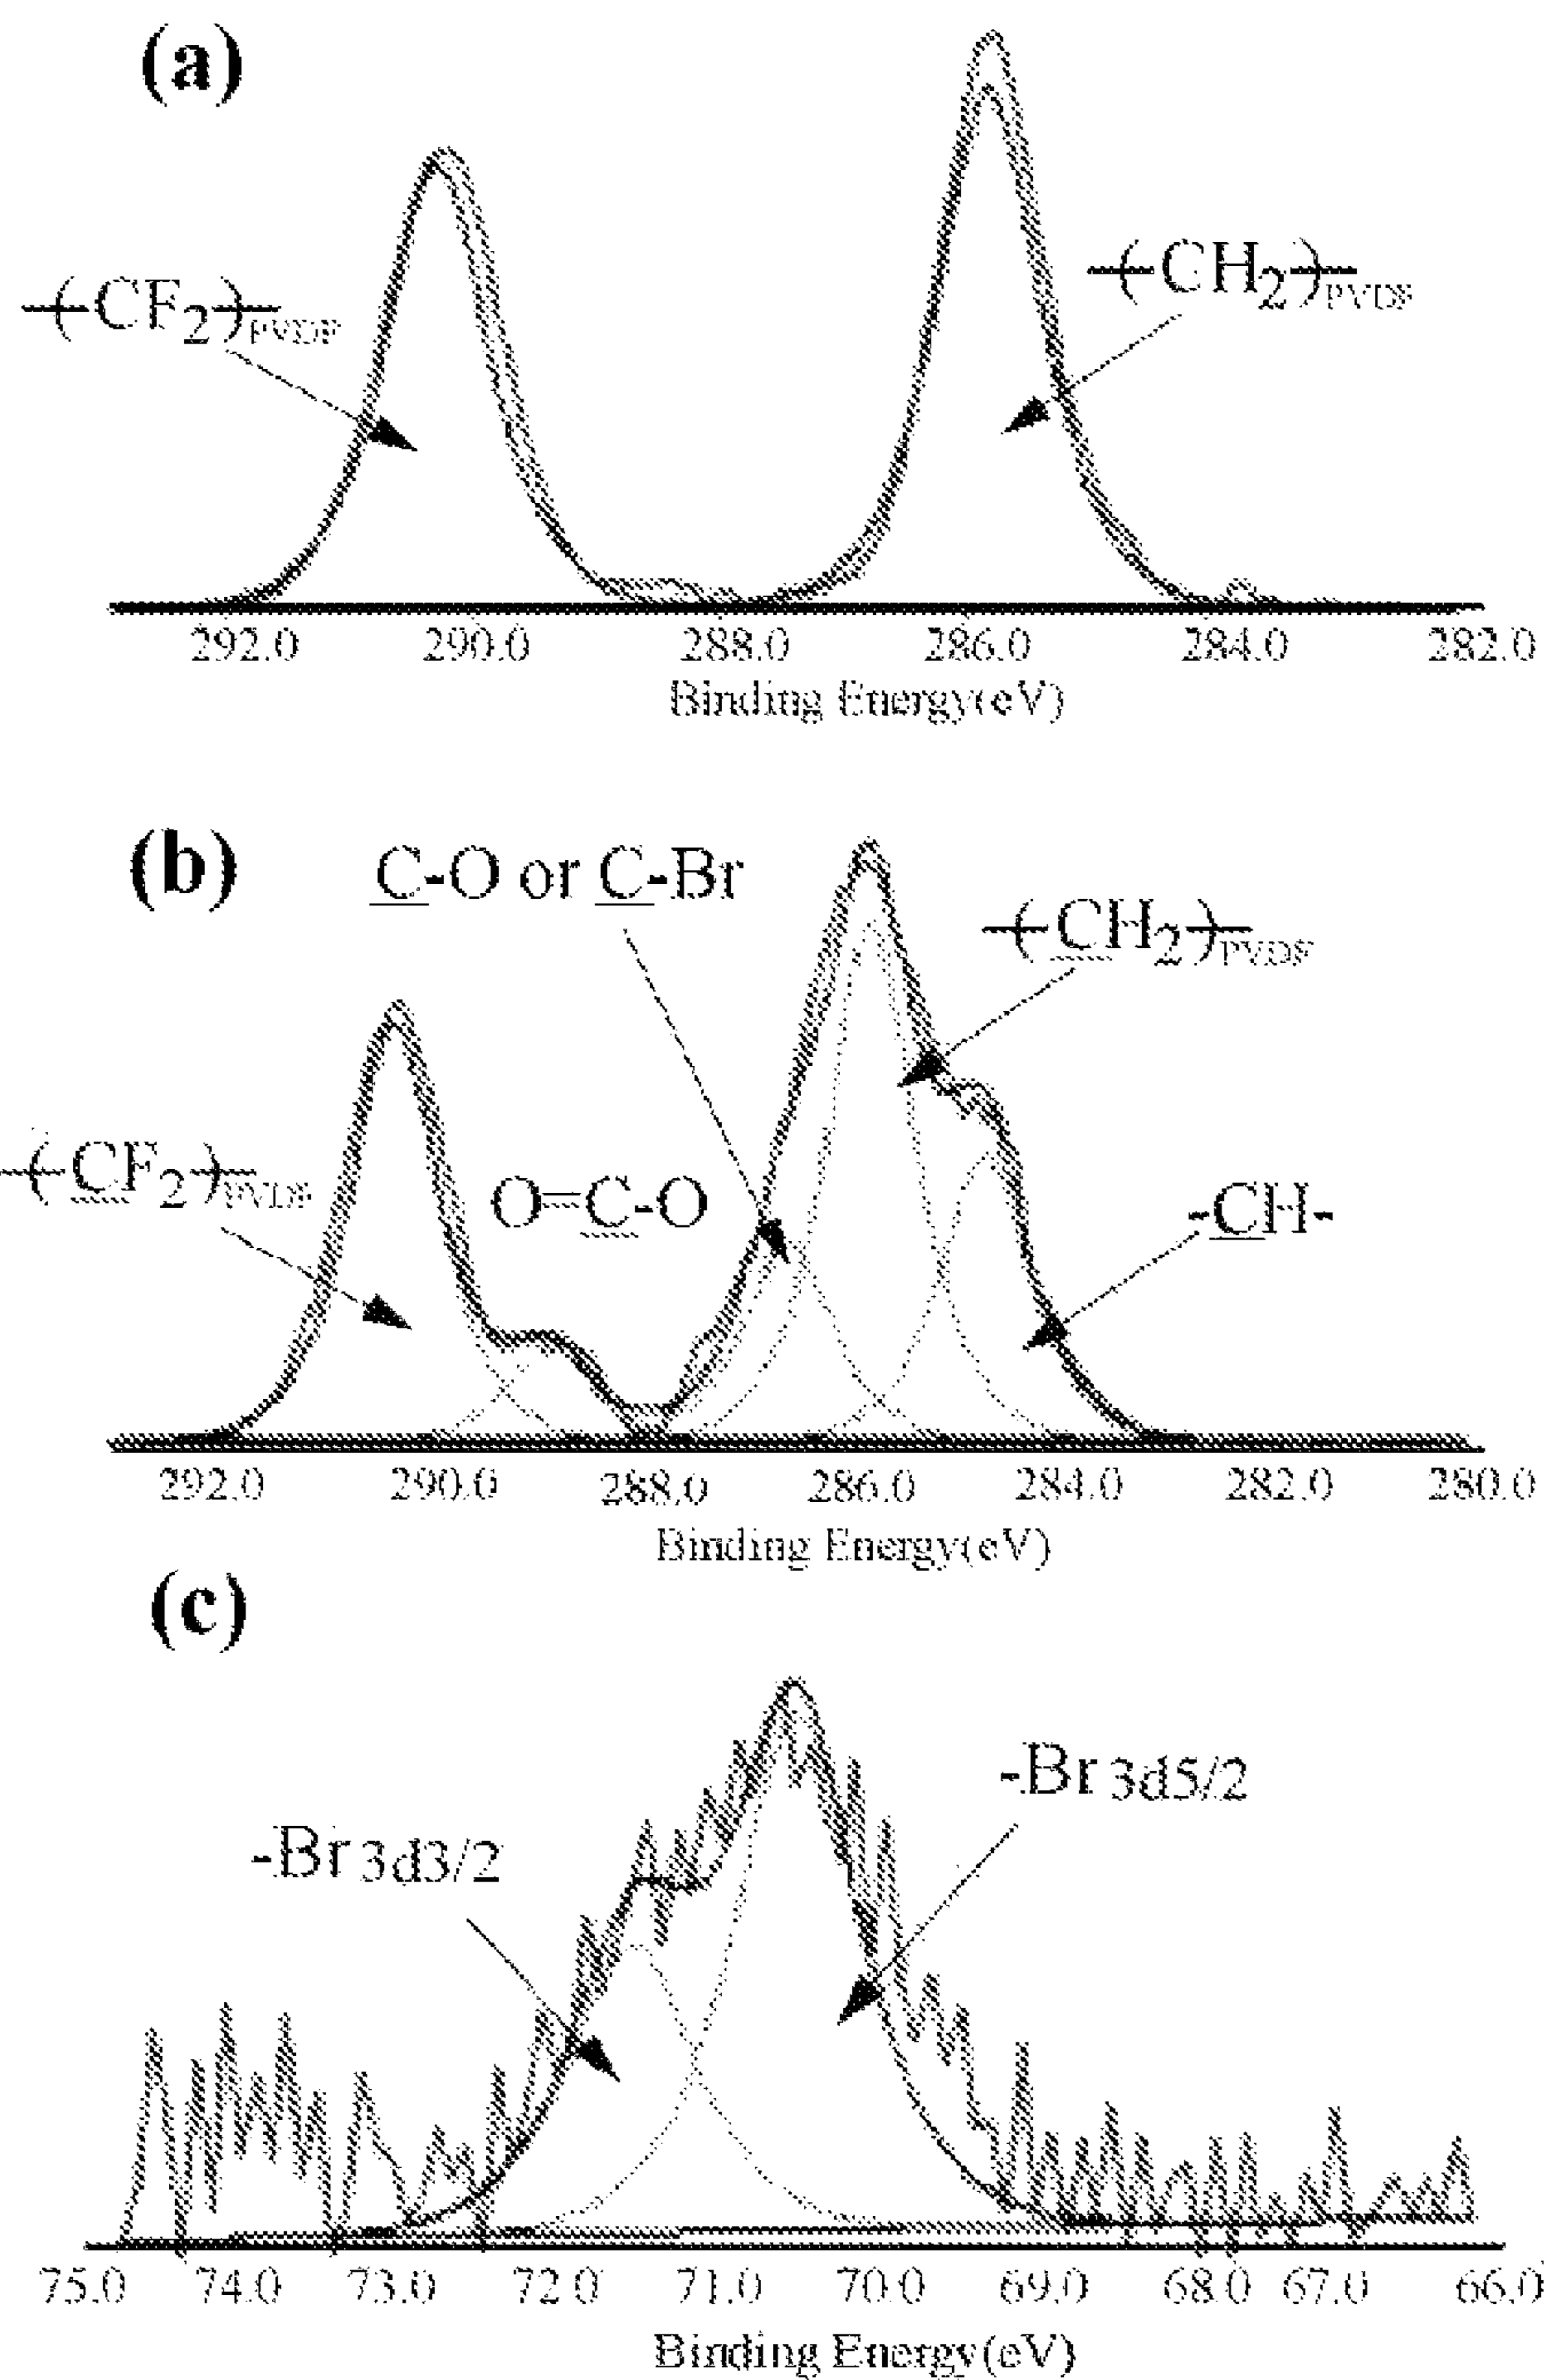 (a)
-(-CF2-)-PVDF
-(-CH2-)-PVDF
292.0 290.0 288.0 286.0 284.0 282.0
Binding Energy(eV)
(b)
C-O or C-Br
-(-CH2-)-PVDF
-(-CF2-)-PVDF
O=C-O
-CH-
292.0 290.0 288.0 286.0 284.0 282.0 280.0
Binding Energy(eV)
(c)
-Br 3d5/2
-Br 3d3/2
75.0 74.0 73.0 72.0 71.0 70.0 69.0 68.0 67.0 66.0
Binding Energy(eV)